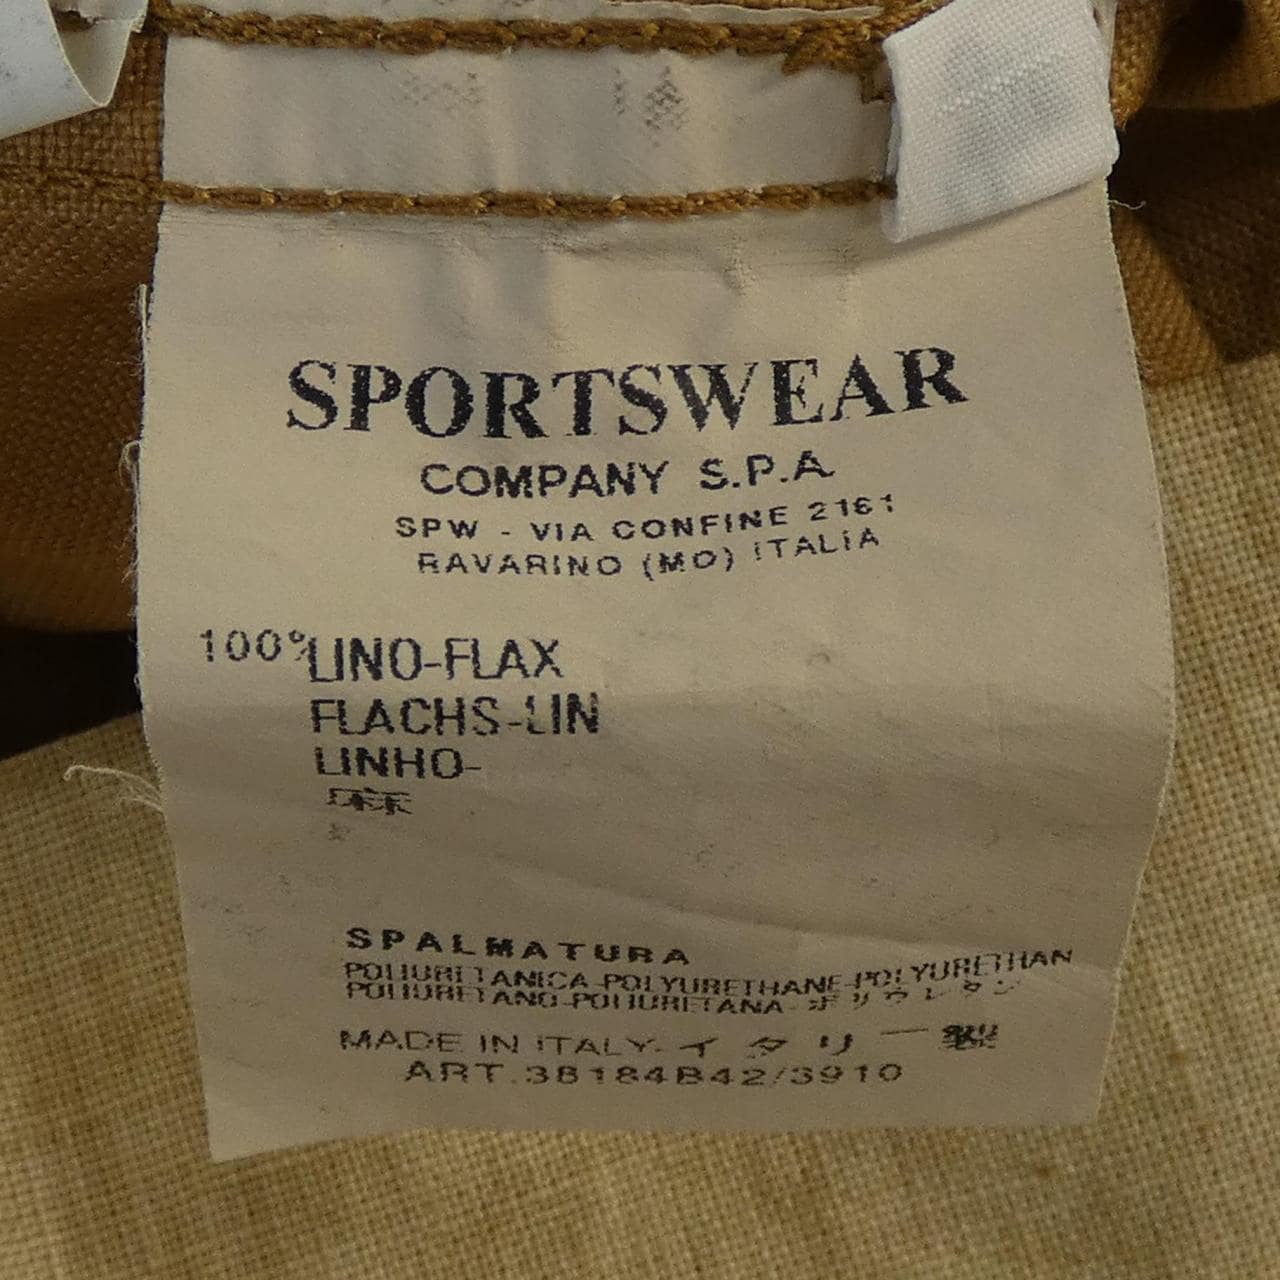 SPORTSWEAR
COMPANY S.P.A.
SPW - VIA CONFINE 2161
RAVARINO (MO) ITALIA
100% LINO-FLAX
FLACHS-LIN
LINHO-
麻
SPALMATURA
POLIURETANICA-POLYURETHANE-POLYURETHAN
POLIURETANO-POLIURETANA-ポリウレタン
MADE IN ITALY-イタリー製
ART.38184B42/3910